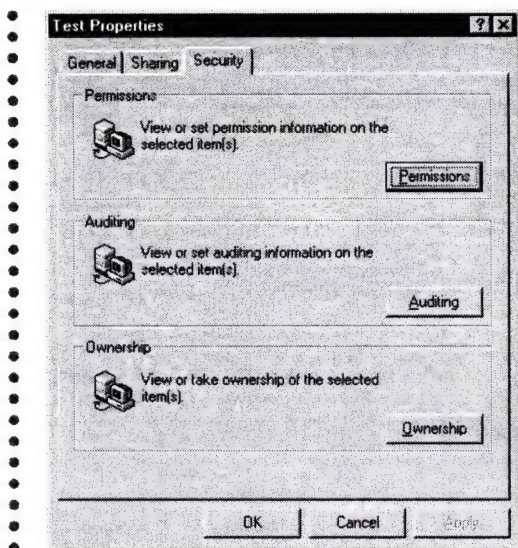 Test Properties
General Sharing Security
Permissions
View or set permission information on the
selected item(s).
Permissions
Auditing
View or set auditing information on the
selected item(s).
Auditing
Ownership
View or take ownership of the selected
item(s).
Ownership
OK Cancel Apply